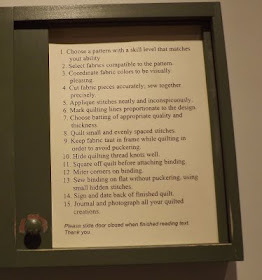 1. Choose a pattern with a skill level that matches
your ability.
2. Select fabrics compatible to the pattern.
3. Coordinate fabric colors to be visually
pleasing.
4. Cut fabric pieces accurately, sew together
precisely.
5. Applique stitches neatly and inconspicuously.
6. Mark quilting lines proportionate to the design.
7. Choose batting of appropriate quality and
thickness.
8. Quilt small and evenly spaced stitches.
9. Keep fabric taut in frame while quilting in
order to avoid puckering.
10. Hide quilting thread knots well.
11. Square off quilt before attaching binding.
12. Miter corners on binding.
13. Sew binding on flat without puckering, using
small hidden stitches.
14. Sign and date back of finished quilt.
15. Journal and photograph all your quilted
creations.
Please slide door closed when finished reading text.
Thank you.